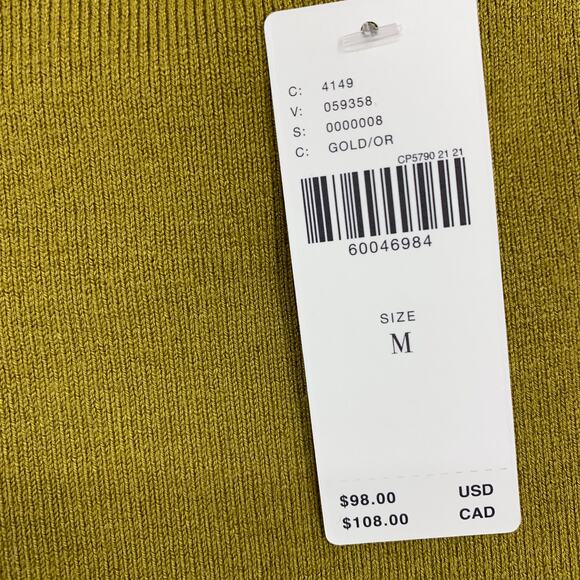 C: 4149
V: 059358
S: 0000008
C: GOLD/OR
CP5790 21 21
60046984
SIZE
M
$98.00 USD
$108.00 CAD